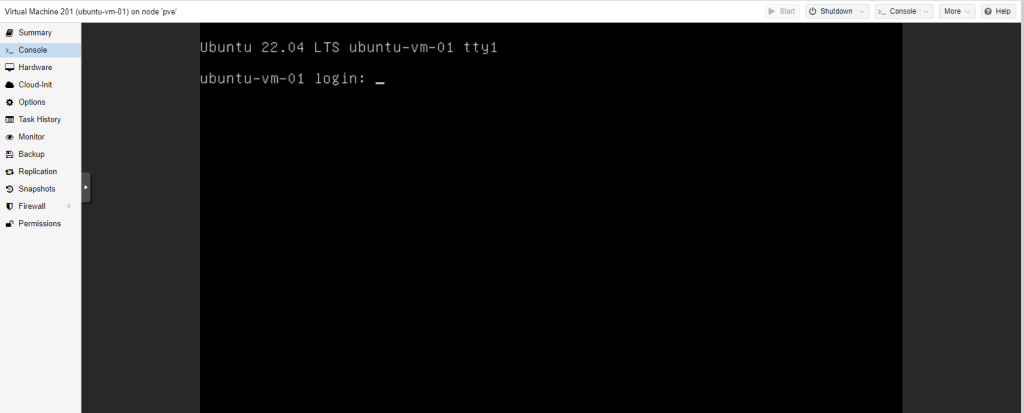 Virtual Machine 201 (ubuntu-vm-01) on node 'pve'
Start
Shutdown
>_ Console
More
Help
Summary
>_ Console
Hardware
Cloud-Init
Options
Task History
Monitor
Backup
Replication
Snapshots
Firewall
Permissions
Ubuntu 22.04 LTS ubuntu-vm-01 tty1
ubuntu-vm-01 login: _